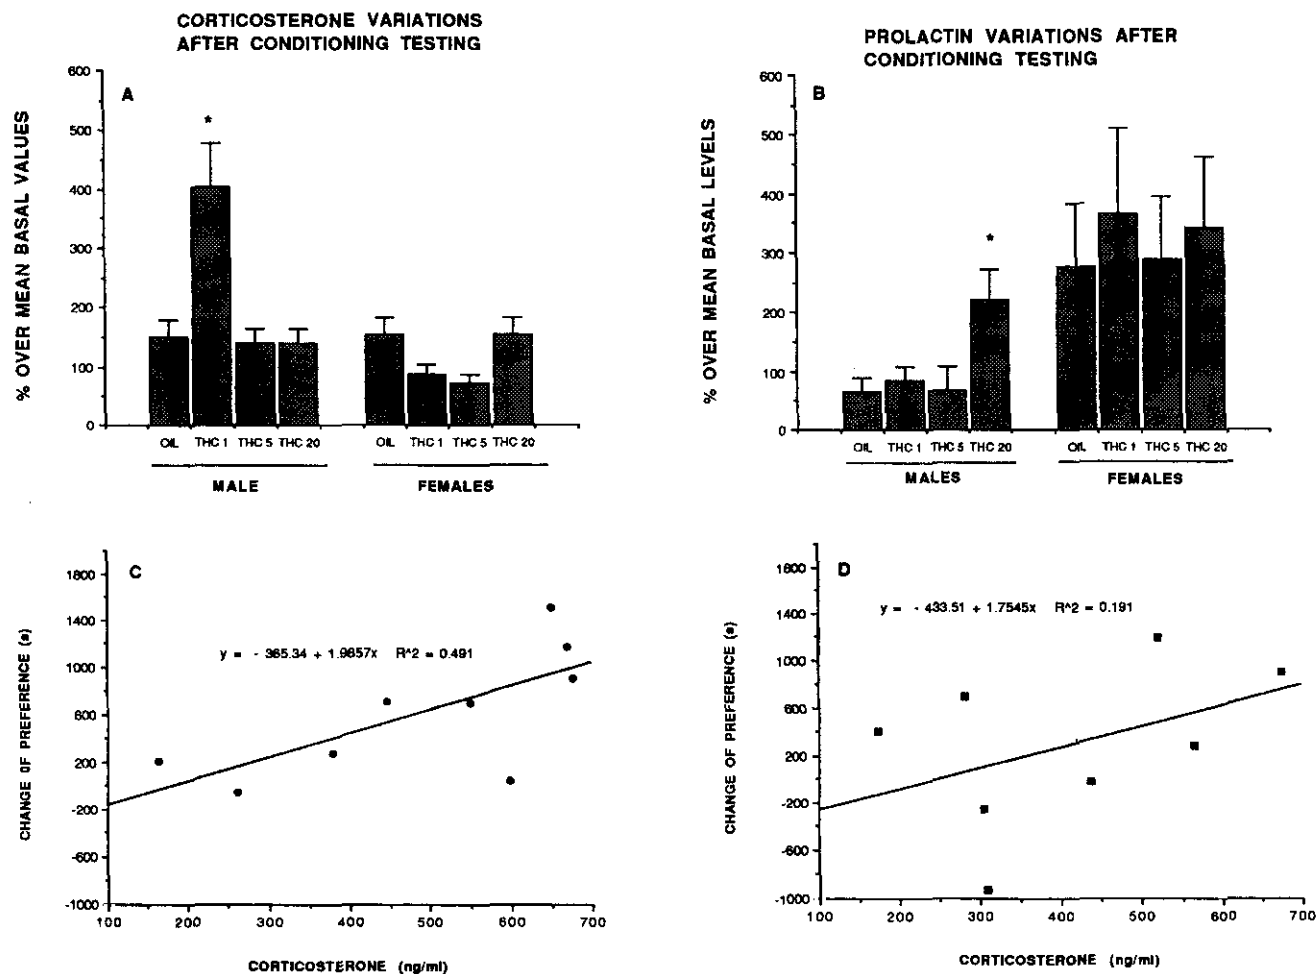 CORTICOSTERONE VARIATIONS
AFTER CONDITIONING TESTING
% OVER MEAN BASAL VALUES
600
500
400
300
200
100
0
A
*
OIL THC 1 THC 5 THC 20
OIL THC 1 THC 5 THC 20
MALE
FEMALES
PROLACTIN VARIATIONS AFTER
CONDITIONING TESTING
% OVER MEAN BASAL LEVELS
600
500
400
300
200
100
0
B
*
OIL THC 1 THC 5 THC 20
OIL THC 1 THC 5 THC 20
MALES
FEMALES
CHANGE OF PREFERENCE (s)
1800
1400
1000
600
200
-200
-600
-1000
C
y = - 365.34 + 1.9657x R^2 = 0.491
100 200 300 400 500 600 700
CORTICOSTERONE (ng/ml)
CHANGE OF PREFERENCE (s)
1800
1400
1000
600
200
-200
-600
-1000
D
y = - 433.51 + 1.7545x R^2 = 0.191
100 200 300 400 500 600 700
CORTICOSTERONE (ng/ml)